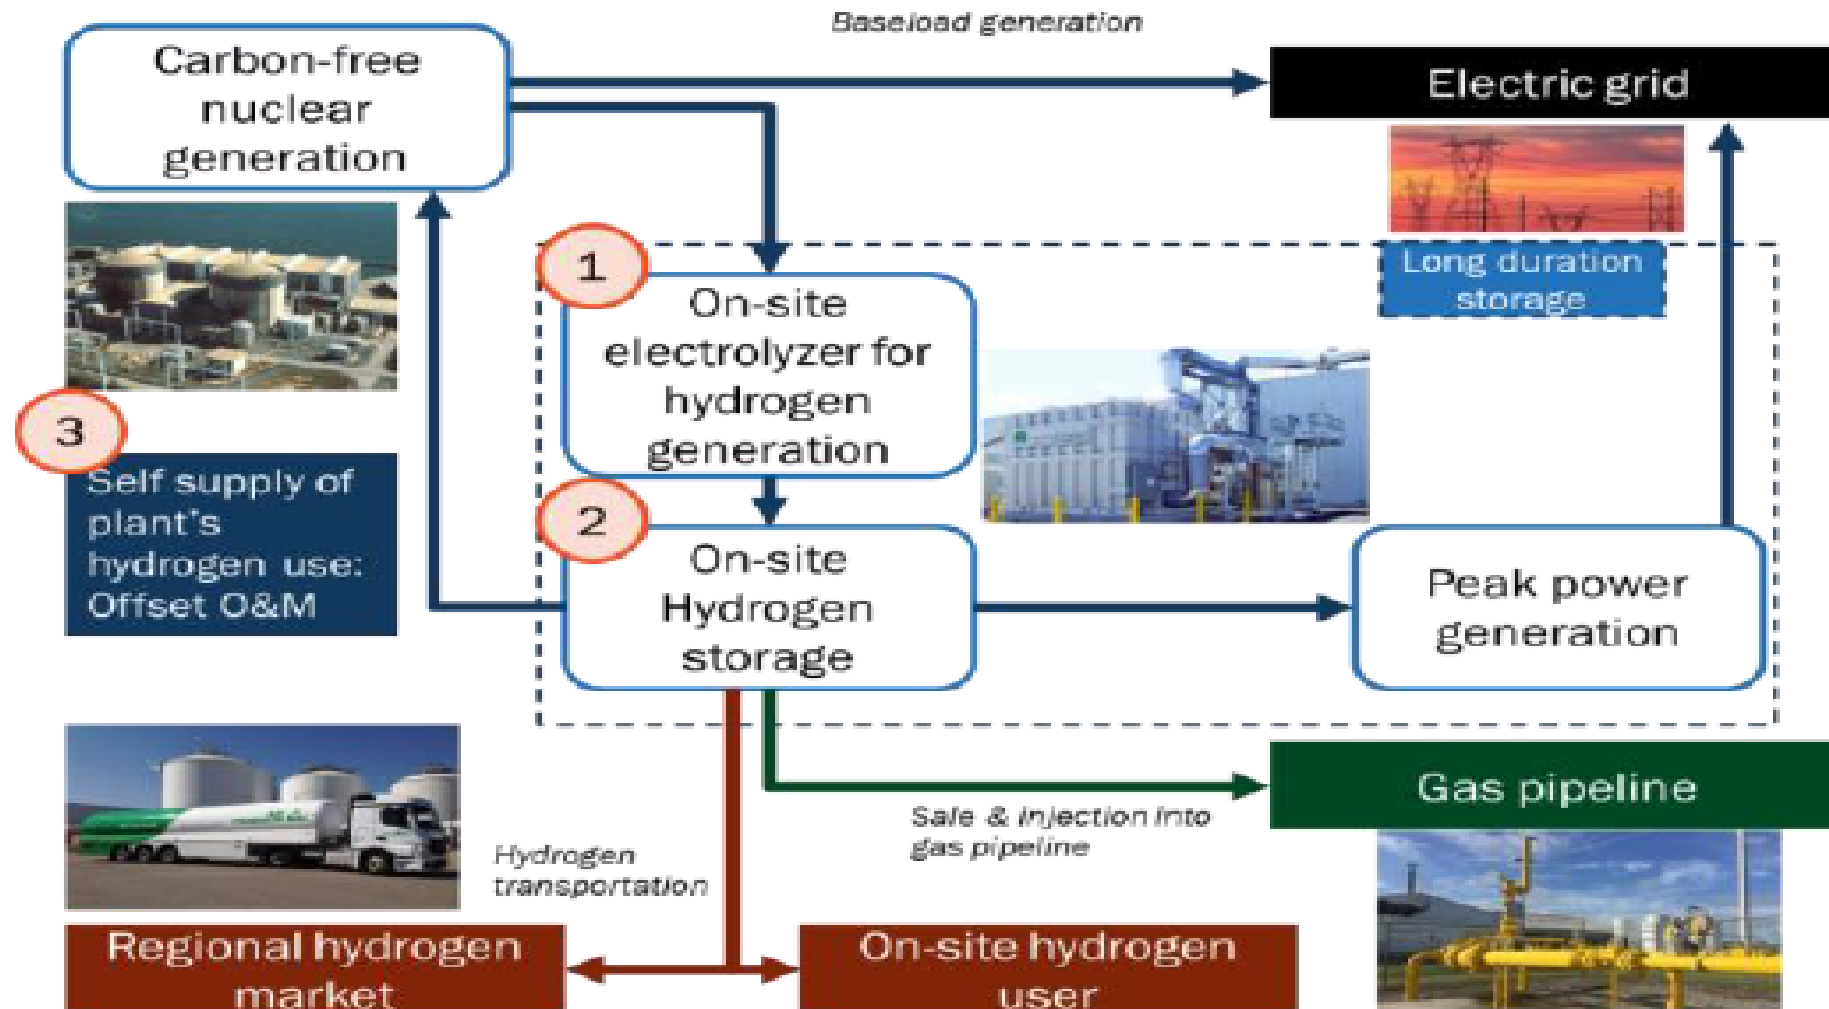 Baseload generation
Carbon-free
nuclear
generation
Electric grid
1
Long duration
storage
On-site
electrolyzer for
hydrogen
generation
3
Self supply of
plant's
hydrogen use:
Offset O&M
2
On-site
Hydrogen
storage
Peak power
generation
Gas pipeline
Sale & injection into
gas pipeline
Hydrogen
transportation
Regional hydrogen
market
On-site hydrogen
user